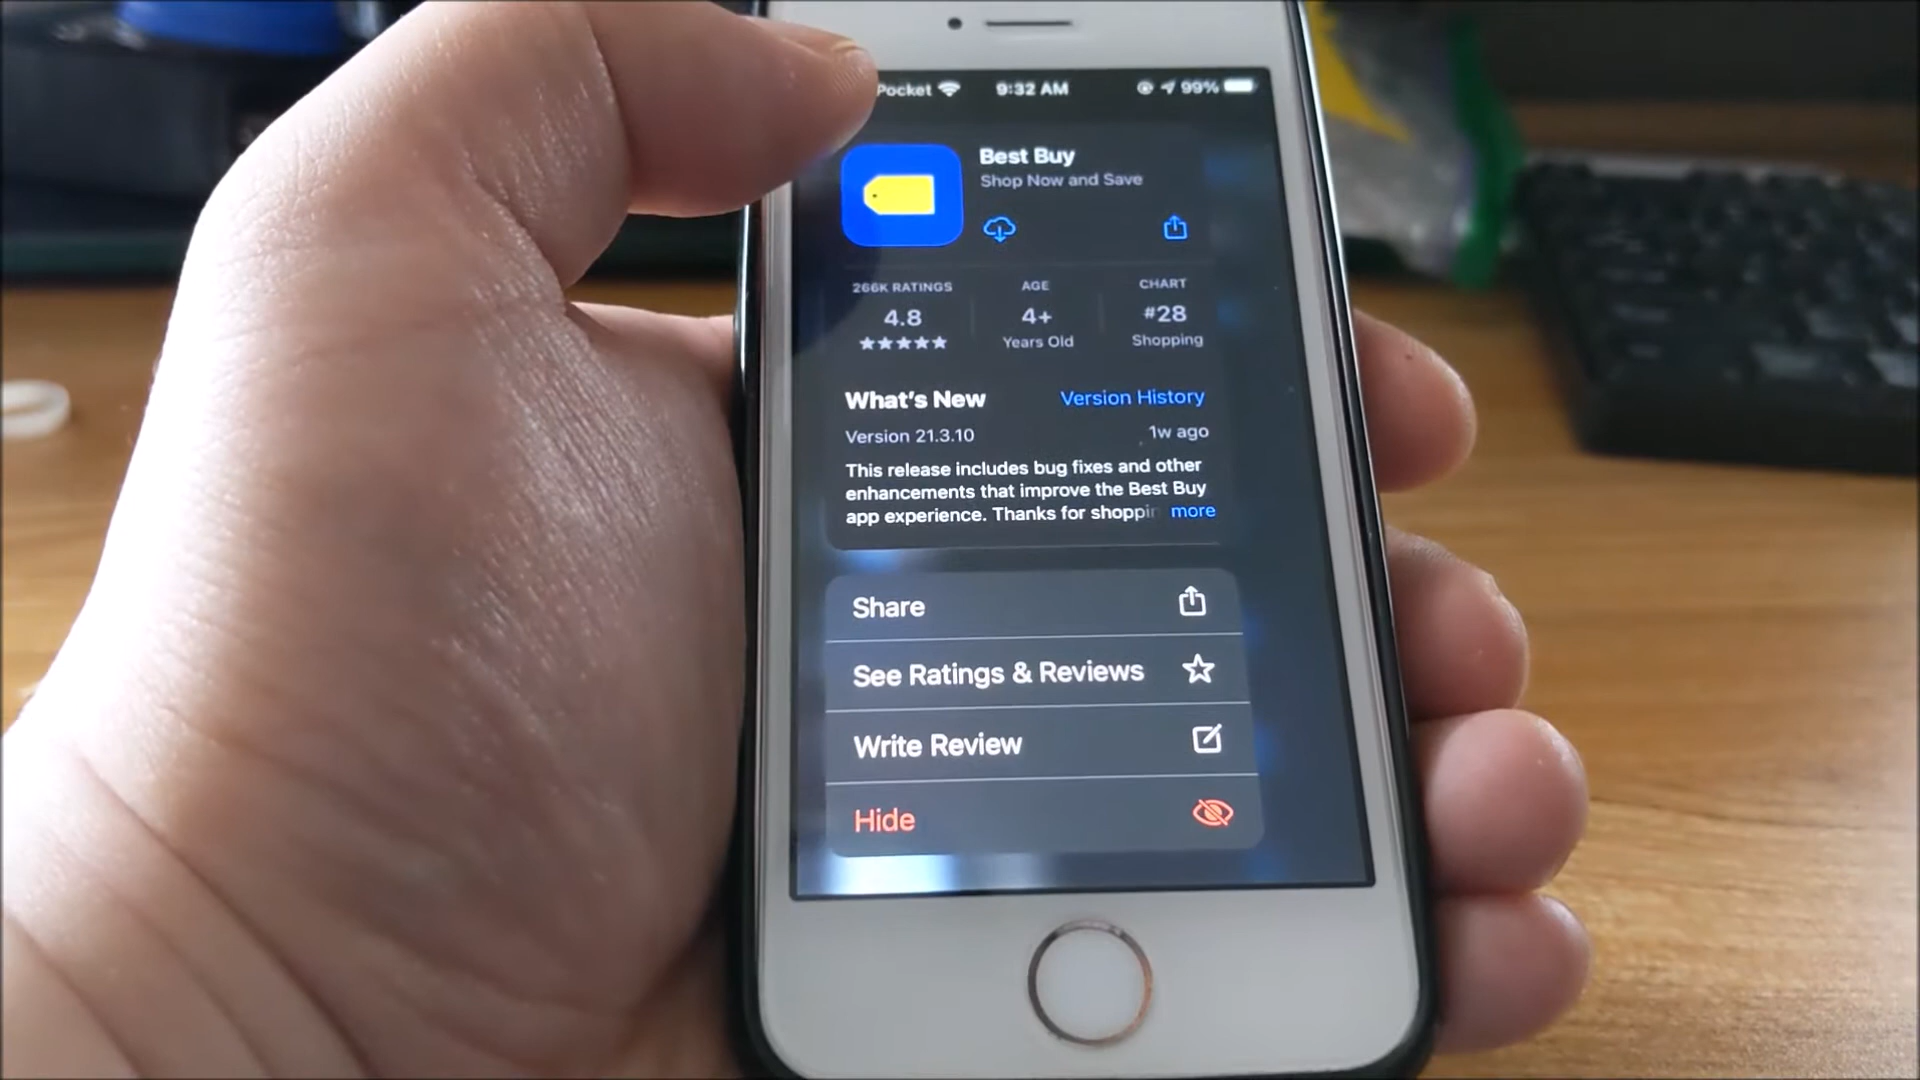 Pocket 9:32 AM 99%
Best Buy
Shop Now and Save
266K RATINGS AGE CHART
4.8 4+ #28
Years Old Shopping
What's New Version History
Version 21.3.10 1w ago
This release includes bug fixes and other
enhancements that improve the Best Buy
app experience. Thanks for shoppin more
Share
See Ratings & Reviews
Write Review
Hide